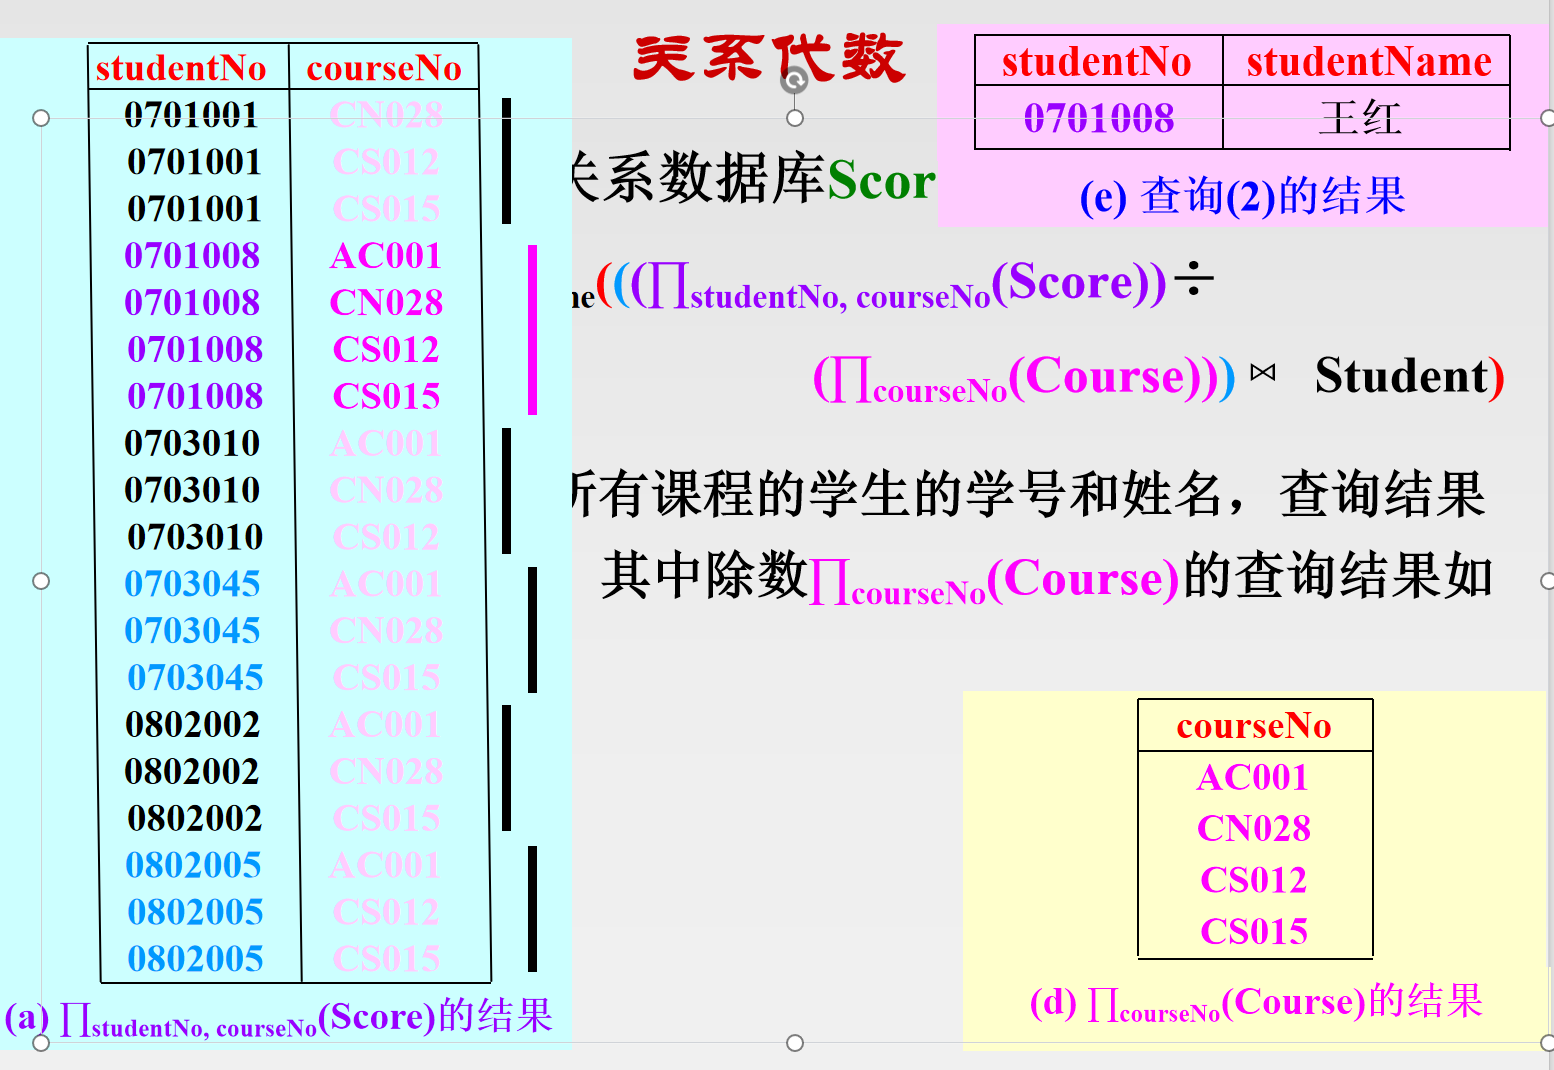 关系代数
studentNo courseNo
0701001 CN028
0701001 CS012
0701001 CS015
0701008 AC001
0701008 CN028
0701008 CS012
0701008 CS015
0703010 AC001
0703010 CN028
0703010 CS012
0703045 AC001
0703045 CN028
0703045 CS015
0802002 AC001
0802002 CN028
0802002 CS015
0802005 AC001
0802005 CS012
0802005 CS015
(a) ∏studentNo, courseNo(Score)的结果
studentNo studentName
0701008 王红
(e) 查询(2)的结果
关系数据库Scor
me(((∏studentNo, courseNo(Score))÷
(∏courseNo(Course))) ⋈ Student)
所有课程的学生的学号和姓名，查询结果
其中除数∏courseNo(Course)的查询结果如
courseNo
AC001
CN028
CS012
CS015
(d) ∏courseNo(Course)的结果